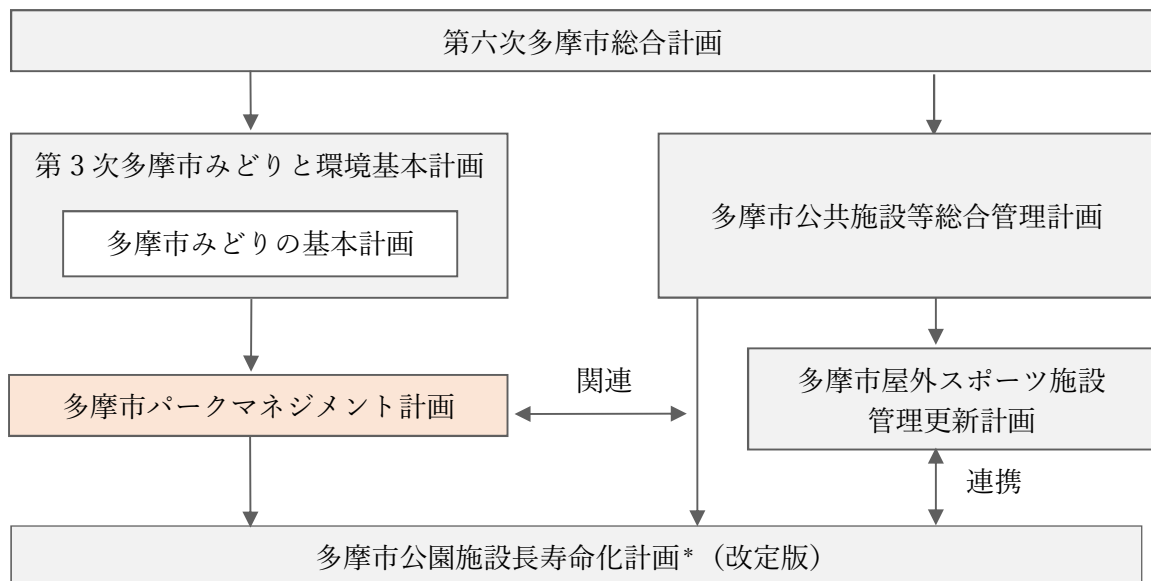 第六次多摩市総合計画
第3次多摩市みどりと環境基本計画
多摩市みどりの基本計画
多摩市公共施設等総合管理計画
多摩市パークマネジメント計画
関連
多摩市屋外スポーツ施設
管理更新計画
連携
多摩市公園施設長寿命化計画*（改定版）